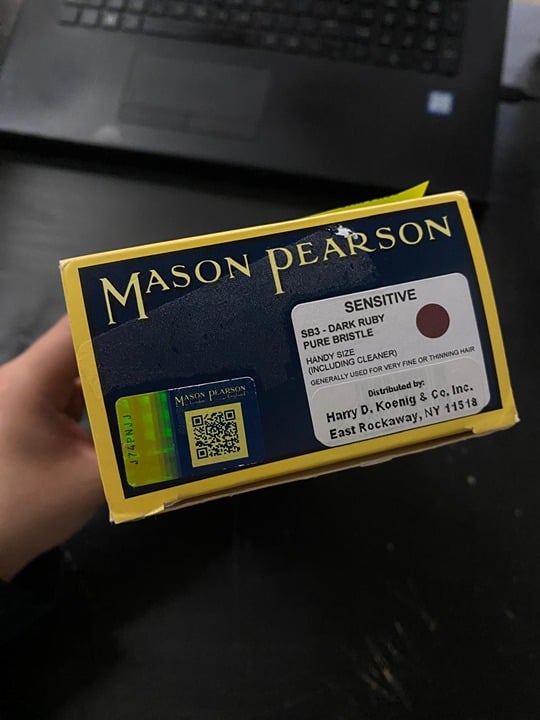 MASON PEARSON
SENSITIVE
SB3 - DARK RUBY
PURE BRISTLE
HANDY SIZE
(INCLUDING CLEANER)
GENERALLY USED FOR VERY FINE OR THINNING HAIR
Distributed by:
Harry D. Koenig & Co, Inc.
East Rockaway, NY 11518
MASON PEARSON
J74PNJJ